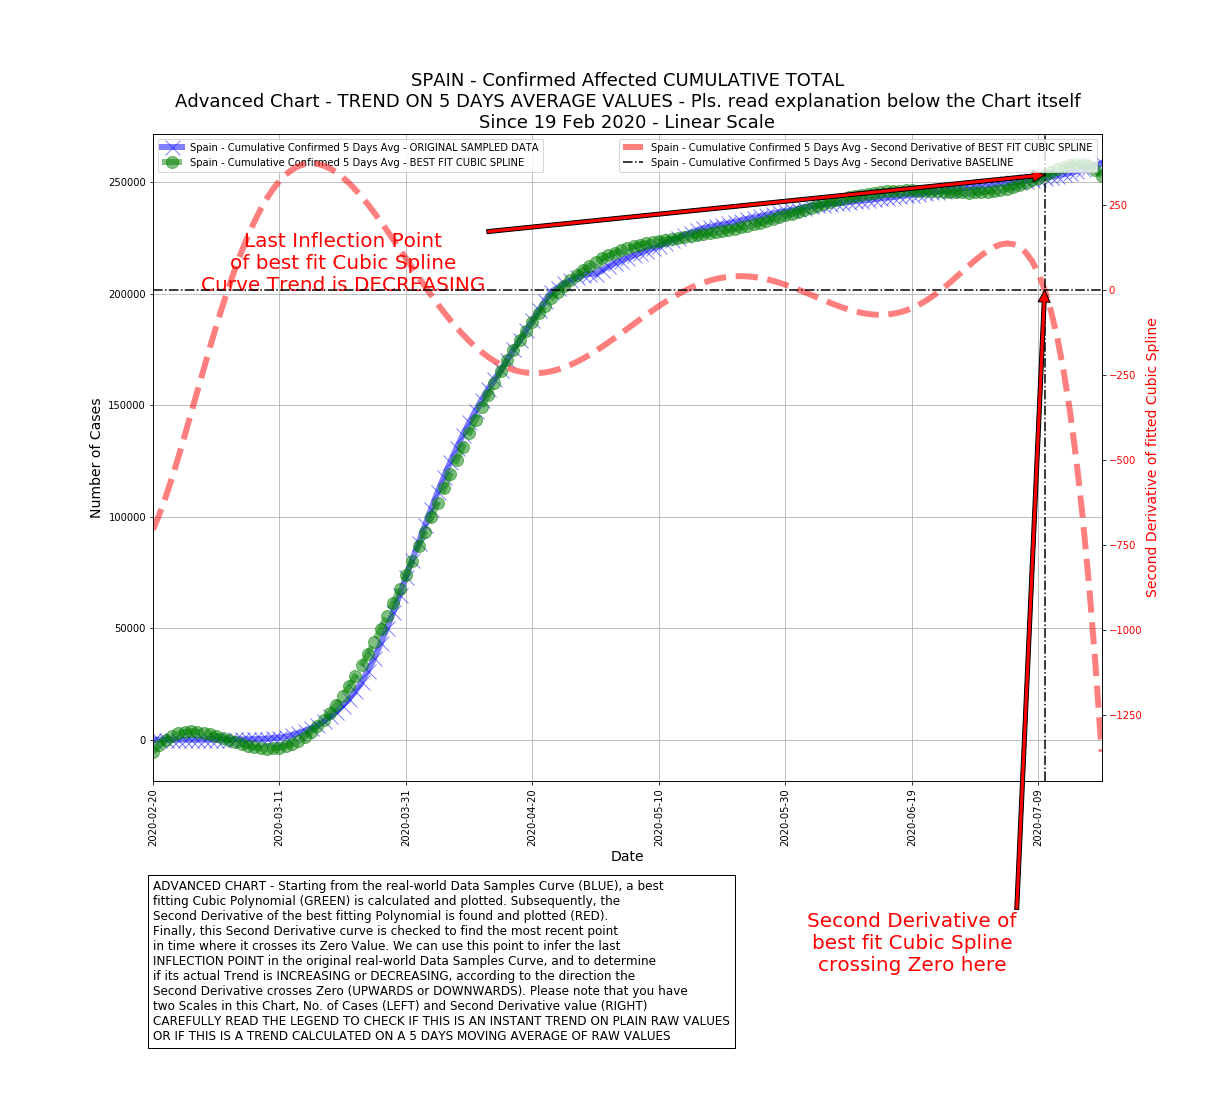 SPAIN - Confirmed Affected CUMULATIVE TOTAL
Advanced Chart - TREND ON 5 DAYS AVERAGE VALUES - Pls. read explanation below the Chart itself
Since 19 Feb 2020 - Linear Scale
Spain - Cumulative Confirmed 5 Days Avg - ORIGINAL SAMPLED DATA
Spain - Cumulative Confirmed 5 Days Avg - BEST FIT CUBIC SPLINE
Spain - Cumulative Confirmed 5 Days Avg - Second Derivative of BEST FIT CUBIC SPLINE
Spain - Cumulative Confirmed 5 Days Avg - Second Derivative BASELINE
Last Inflection Point
of best fit Cubic Spline
Curve Trend is DECREASING
Number of Cases
250000
200000
150000
100000
50000
0
250
0
−250
−500
−750
−1000
−1250
Second Derivative of fitted Cubic Spline
2020-02-20
2020-03-11
2020-03-31
2020-04-20
2020-05-10
2020-05-30
2020-06-19
2020-07-09
Date
ADVANCED CHART - Starting from the real-world Data Samples Curve (BLUE), a best
fitting Cubic Polynomial (GREEN) is calculated and plotted. Subsequently, the
Second Derivative of the best fitting Polynomial is found and plotted (RED).
Finally, this Second Derivative curve is checked to find the most recent point
in time where it crosses its Zero Value. We can use this point to infer the last
INFLECTION POINT in the original real-world Data Samples Curve, and to determine
if its actual Trend is INCREASING or DECREASING, according to the direction the
Second Derivative crosses Zero (UPWARDS or DOWNWARDS). Please note that you have
two Scales in this Chart, No. of Cases (LEFT) and Second Derivative value (RIGHT)
CAREFULLY READ THE LEGEND TO CHECK IF THIS IS AN INSTANT TREND ON PLAIN RAW VALUES
OR IF THIS IS A TREND CALCULATED ON A 5 DAYS MOVING AVERAGE OF RAW VALUES
Second Derivative of
best fit Cubic Spline
crossing Zero here